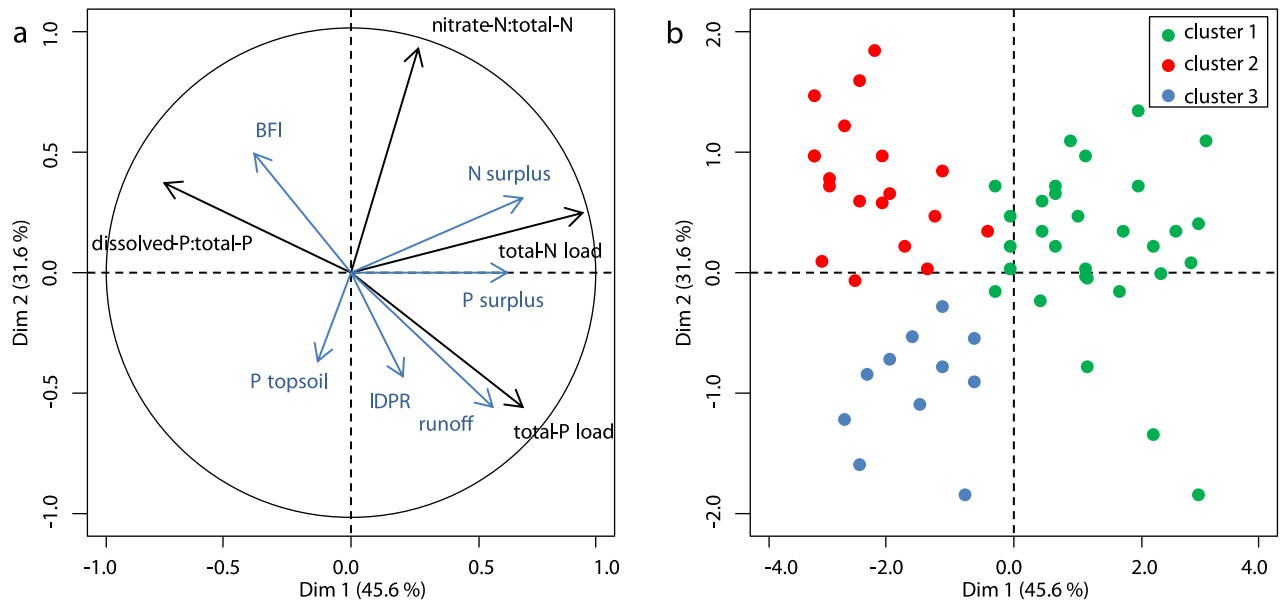 a
nitrate-N:total-N
BFI
N surplus
dissolved-P:total-P
total-N load
P surplus
P topsoil
IDPR
runoff
total-P load
Dim 2 (31.6 %)
1.0
0.5
0.0
-0.5
-1.0
-1.0
-0.5
0.0
0.5
1.0
Dim 1 (45.6 %)
b
cluster 1
cluster 2
cluster 3
Dim 2 (31.6 %)
2.0
1.0
0.0
-1.0
-2.0
-4.0
-2.0
0.0
2.0
4.0
Dim 1 (45.6 %)